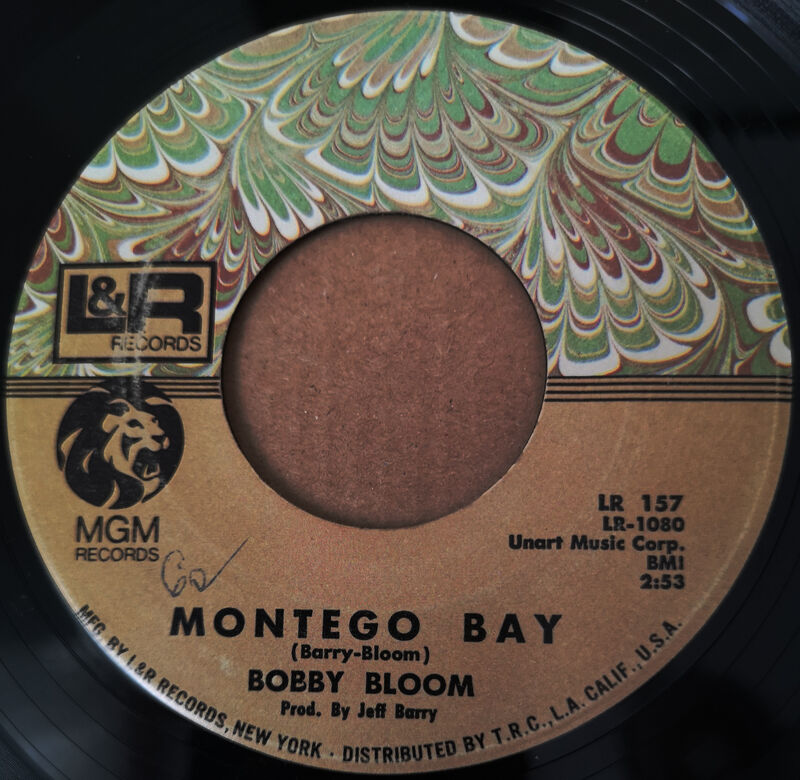 L&R
RECORDS
MGM
RECORDS
LR 157
LR-1080
Unart Music Corp.
BMI
2:53
MONTEGO BAY
(Barry-Bloom)
BOBBY BLOOM
Prod. By Jeff Barry
MFG. BY L&R RECORDS, NEW YORK · DISTRIBUTED BY T.R.C., L.A. CALIF., U.S.A.